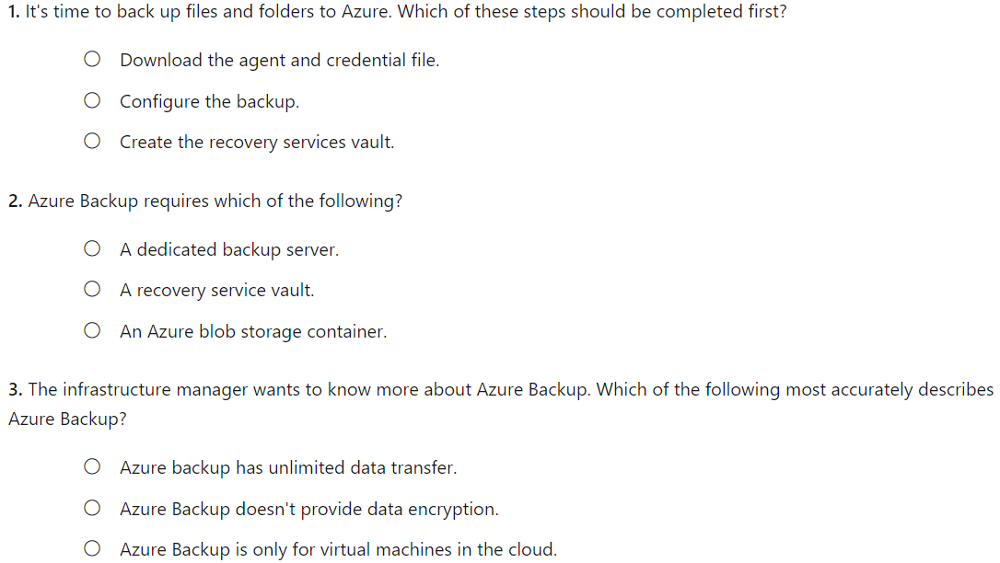 1. It's time to back up files and folders to Azure. Which of these steps should be completed first?
Download the agent and credential file.
Configure the backup.
Create the recovery services vault.
2. Azure Backup requires which of the following?
A dedicated backup server.
A recovery service vault.
An Azure blob storage container.
3. The infrastructure manager wants to know more about Azure Backup. Which of the following most accurately describes
Azure Backup?
Azure backup has unlimited data transfer.
Azure Backup doesn't provide data encryption.
Azure Backup is only for virtual machines in the cloud.